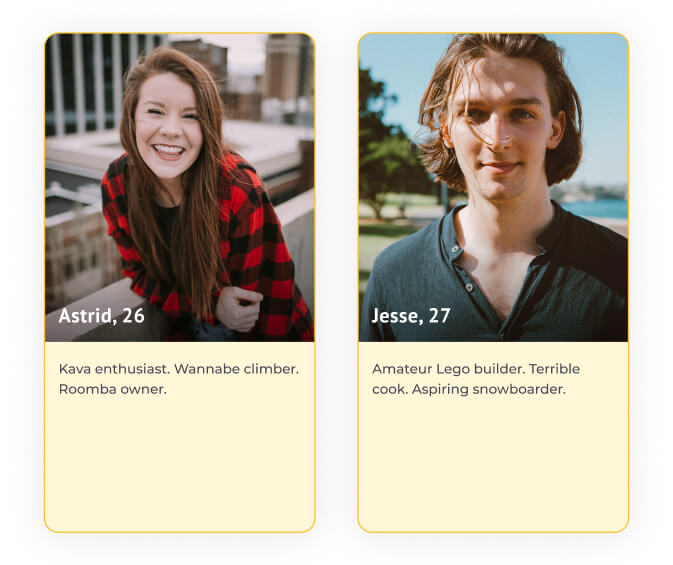 Astrid, 26
Kava enthusiast. Wannabe climber.
Roomba owner.
Jesse, 27
Amateur Lego builder. Terrible
cook. Aspiring snowboarder.